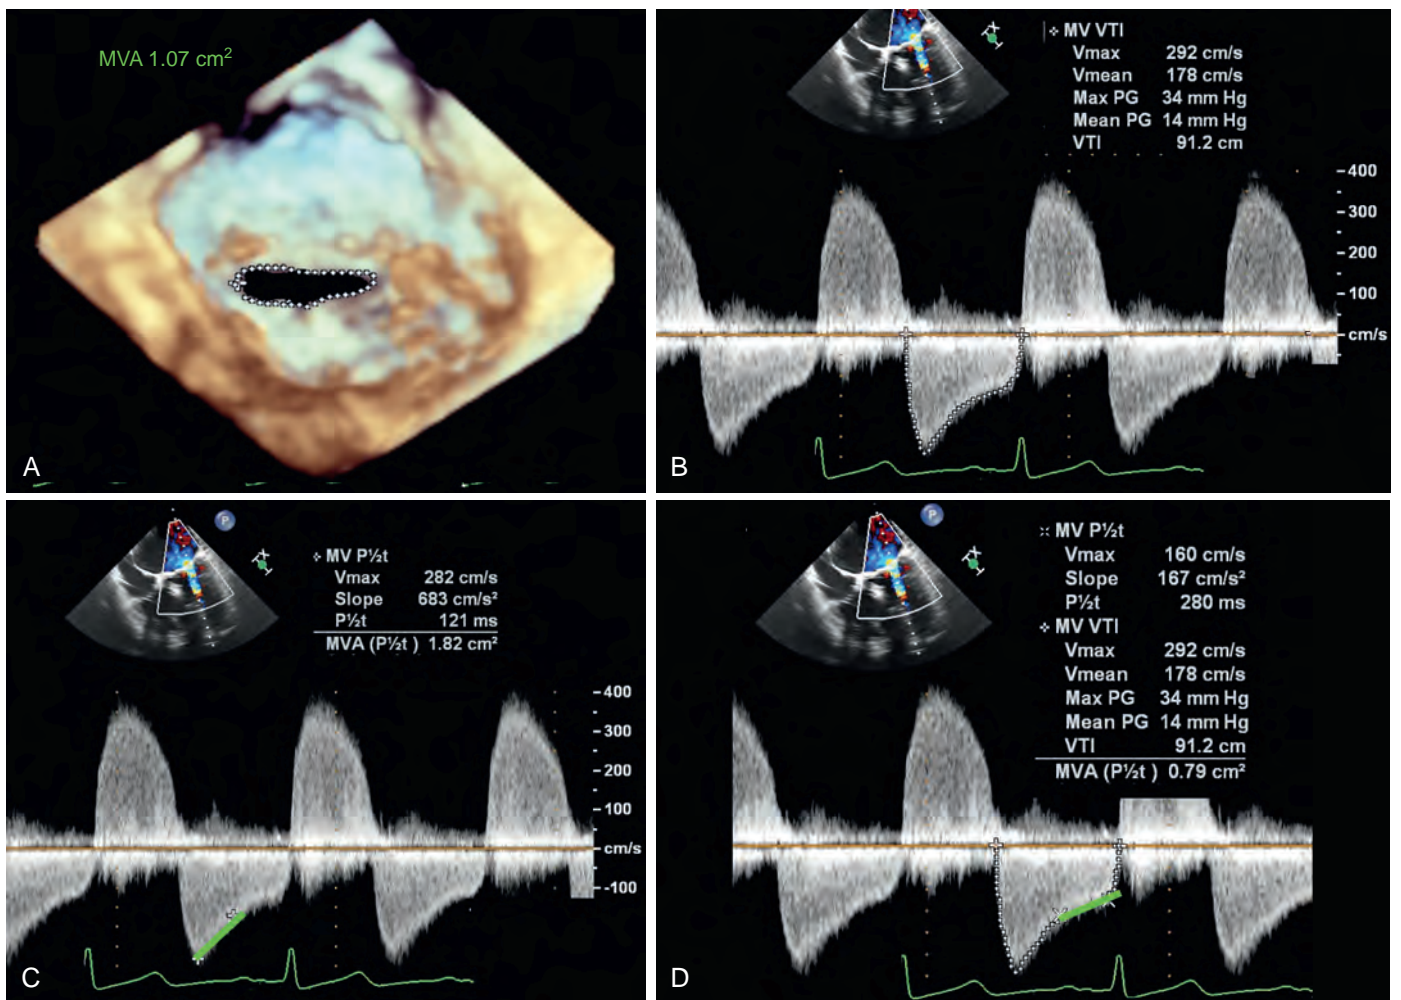 MVA 1.07 cm²
A
MV VTI
Vmax 292 cm/s
Vmean 178 cm/s
Max PG 34 mm Hg
Mean PG 14 mm Hg
VTI 91.2 cm
400
300
200
100
cm/s
B
P
MV P½t
Vmax 282 cm/s
Slope 683 cm/s²
P½t 121 ms
MVA (P½t ) 1.82 cm²
-400
-300
-200
-100
cm/s
-100
C
P
MV P½t
Vmax 160 cm/s
Slope 167 cm/s²
P½t 280 ms
MV VTI
Vmax 292 cm/s
Vmean 178 cm/s
Max PG 34 mm Hg
Mean PG 14 mm Hg
VTI 91.2 cm
MVA (P½t ) 0.79 cm²
D